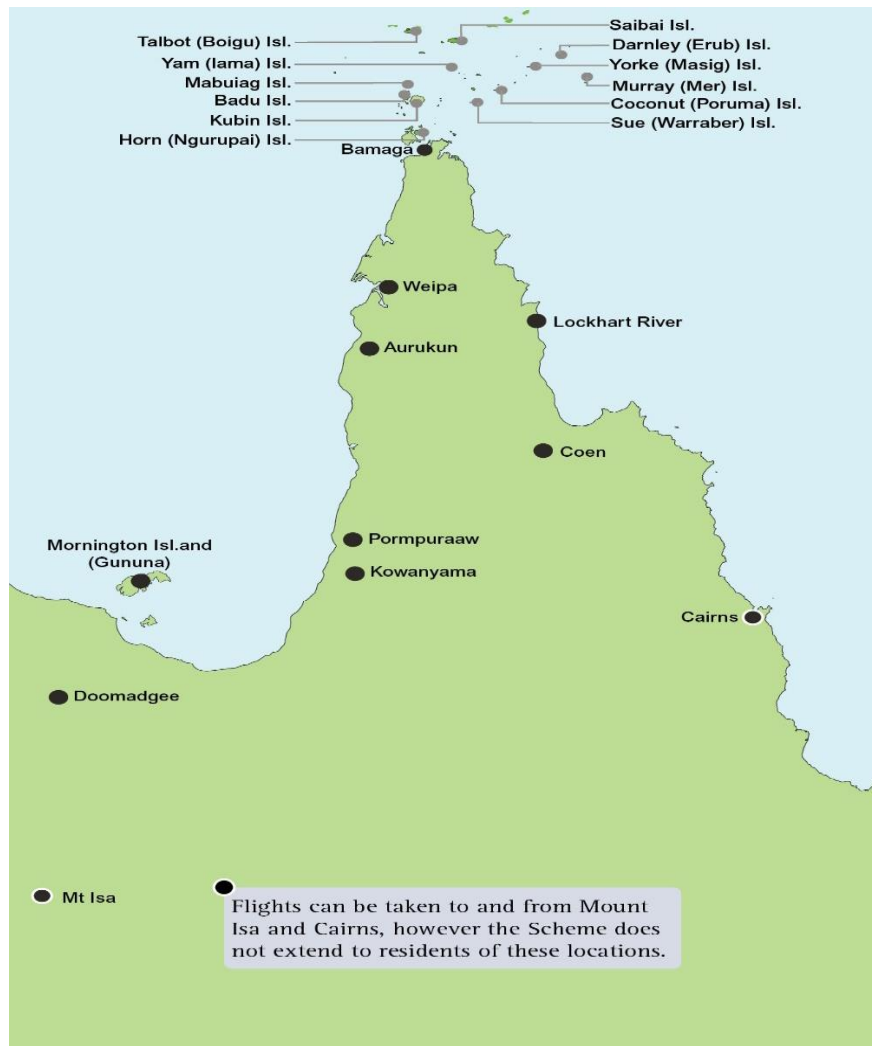 Talbot (Boigu) Isl.
Yam (Iama) Isl.
Mabuiag Isl.
Badu Isl.
Kubin Isl.
Horn (Ngurupai) Isl.
Saibai Isl.
Darnley (Erub) Isl.
Yorke (Masig) Isl.
Murray (Mer) Isl.
Coconut (Poruma) Isl.
Sue (Warraber) Isl.
Bamaga
Weipa
Lockhart River
Aurukun
Coen
Pormpuraaw
Mornington Isl.and
(Gununa)
Kowanyama
Cairns
Doomadgee
Mt Isa
Flights can be taken to and from Mount
Isa and Cairns, however the Scheme does
not extend to residents of these locations.